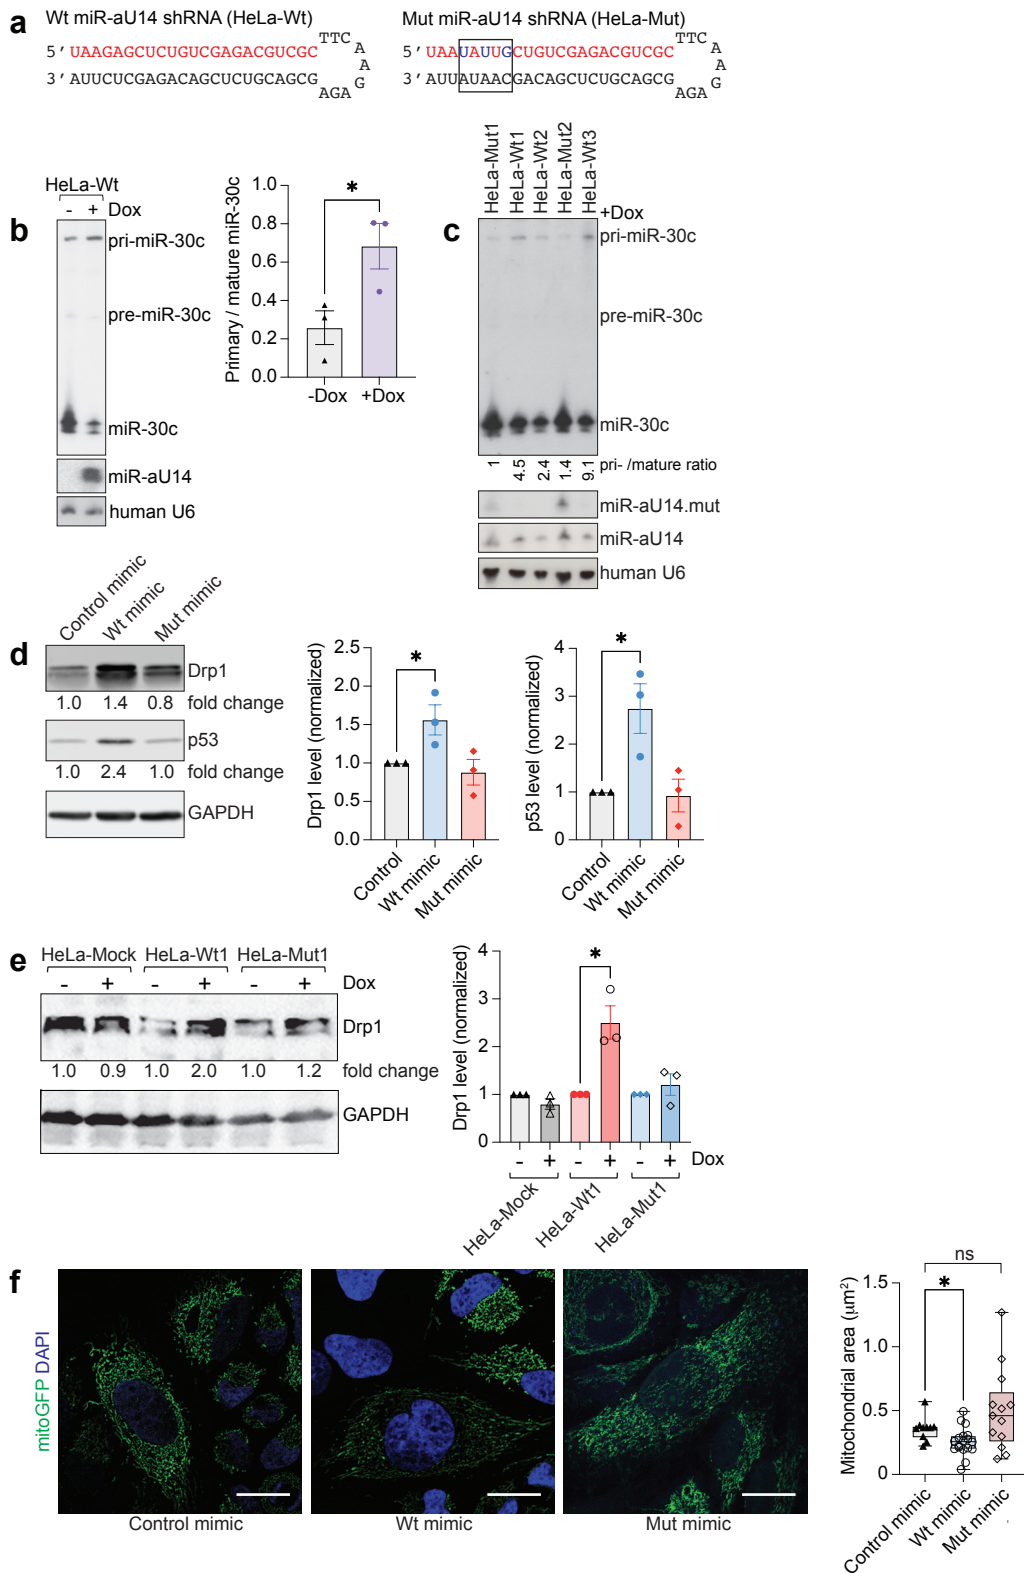 a
Wt miR-aU14 shRNA (HeLa-Wt)
5' UAAGAGCUCUGUCGAGACGUCGC
TTC
A
A
G
AGA
3' AUUCUCGAGACAGCUCUGCAGCG
Mut miR-aU14 shRNA (HeLa-Mut)
5' UAAUAUUGCUGUCGAGACGUCGC
TTC
A
A
G
AGA
3' AUUAUAACGACAGCUCUGCAGCG
b
HeLa-Wt
- + Dox
pri-miR-30c
pre-miR-30c
miR-30c
miR-aU14
human U6
Primary / mature miR-30c
1.0
0.8
0.6
0.4
0.2
0.0
*
-Dox +Dox
c
HeLa-Mut1
HeLa-Wt1
HeLa-Wt2
HeLa-Mut2
HeLa-Wt3
+Dox
pri-miR-30c
pre-miR-30c
miR-30c
1 4.5 2.4 1.4 9.1 pri- /mature ratio
miR-aU14.mut
miR-aU14
human U6
d
Control mimic
Wt mimic
Mut mimic
Drp1
1.0 1.4 0.8 fold change
p53
1.0 2.4 1.0 fold change
GAPDH
Drp1 level (normalized)
2.5
2.0
1.5
1.0
0.5
0.0
*
Control
Wt mimic
Mut mimic
p53 level (normalized)
4
3
2
1
0
*
Control
Wt mimic
Mut mimic
e
HeLa-Mock HeLa-Wt1 HeLa-Mut1
- + - + - + Dox
Drp1
1.0 0.9 1.0 2.0 1.0 1.2 fold change
GAPDH
Drp1 level (normalized)
4
3
2
1
0
*
- + - + - + Dox
HeLa-Mock
HeLa-Wt1
HeLa-Mut1
f
mitoGFP DAPI
Control mimic
Wt mimic
Mut mimic
Mitochondrial area (μm²)
1.5
1.0
0.5
0
ns
*
Control mimic
Wt mimic
Mut mimic